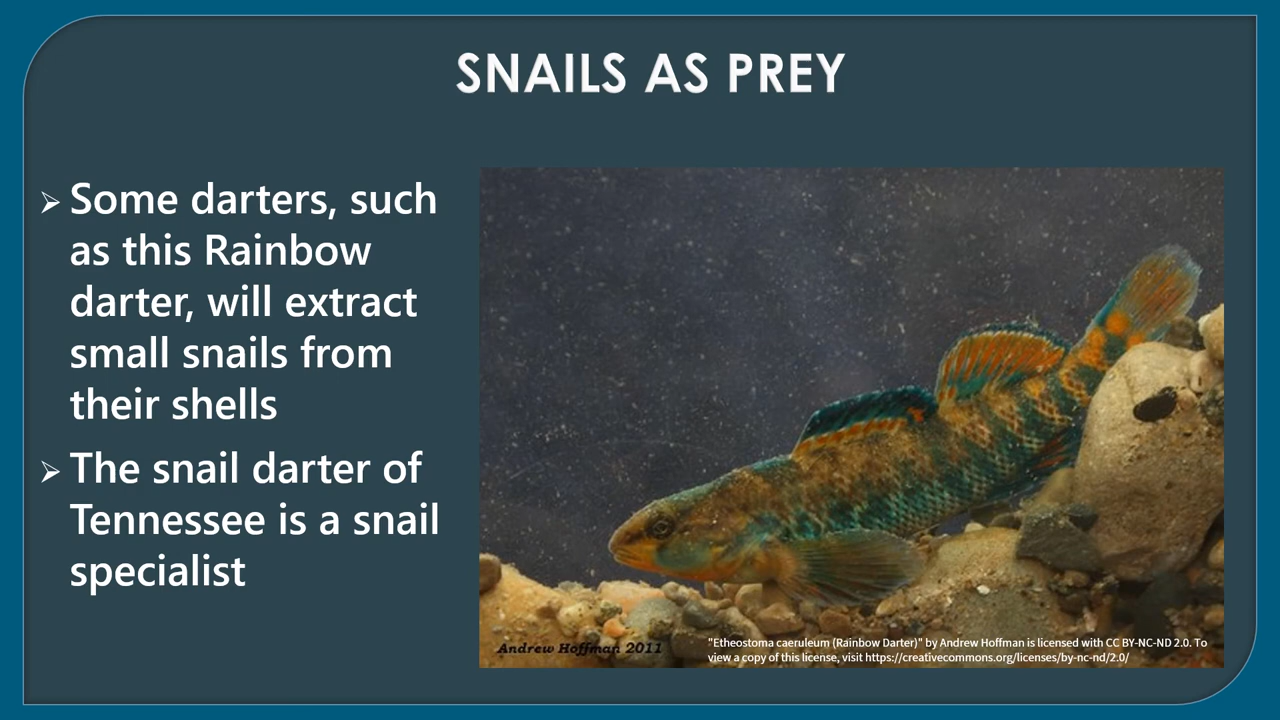 SNAILS AS PREY
➢ Some darters, such
as this Rainbow
darter, will extract
small snails from
their shells
➢ The snail darter of
Tennessee is a snail
specialist
Andrew Hoffman 2011
"Etheostoma caeruleum (Rainbow Darter)" by Andrew Hoffman is licensed with CC BY-NC-ND 2.0. To
view a copy of this license, visit https://creativecommons.org/licenses/by-nc-nd/2.0/